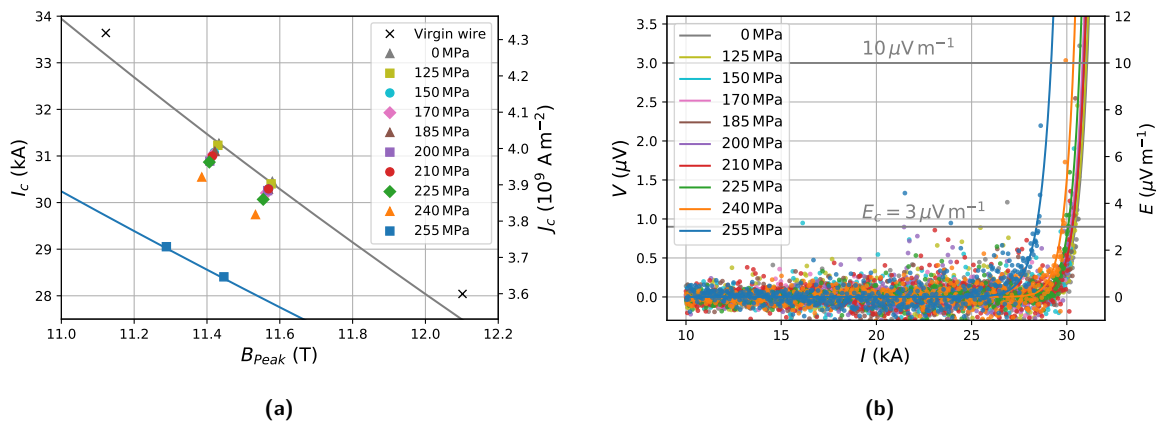 34
33
32
31
30
29
28
11.0
11.2
11.4
11.6
11.8
12.0
12.2
4.3
4.2
4.1
4.0
3.9
3.8
3.7
3.6
I_c (kA)
B_Peak (T)
J_c (10⁹ A m⁻²)
Virgin wire
0 MPa
125 MPa
150 MPa
170 MPa
185 MPa
200 MPa
210 MPa
225 MPa
240 MPa
255 MPa
(a)
3.5
3.0
2.5
2.0
1.5
1.0
0.5
0.0
10
15
20
25
30
12
10
8
6
4
2
0
V (µV)
I (kA)
E (µV m⁻¹)
0 MPa
125 MPa
150 MPa
170 MPa
185 MPa
200 MPa
210 MPa
225 MPa
240 MPa
255 MPa
10 µV m⁻¹
E_c = 3 µV m⁻¹
(b)